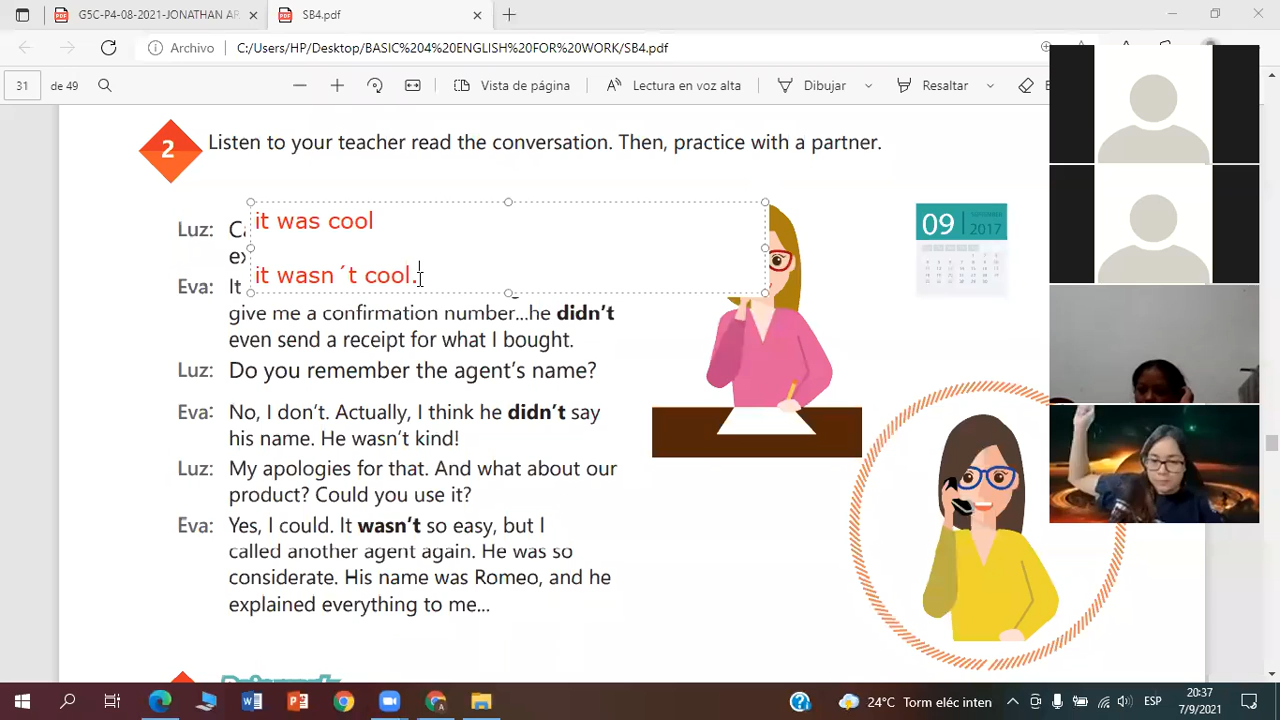 G5C-P4-08-2021-JONATHAN AR
SB4.pdf
Archivo
C:/Users/HP/Desktop/BASIC%204%20ENGLISH%20FOR%20WORK/SB4.pdf
31
de 49
Vista de página
Lectura en voz alta
Dibujar
Resaltar
2
Listen to your teacher read the conversation. Then, practice with a partner.
it was cool
it wasn´t cool.
09
2017
Luz:
Eva: It
give me a confirmation number...he didn't
even send a receipt for what I bought.
Luz: Do you remember the agent's name?
Eva: No, I don't. Actually, I think he didn't say
his name. He wasn't kind!
Luz: My apologies for that. And what about our
product? Could you use it?
Eva: Yes, I could. It wasn't so easy, but I
called another agent again. He was so
considerate. His name was Romeo, and he
explained everything to me...
24°C Torm eléc inten
ESP
20:37
7/9/2021